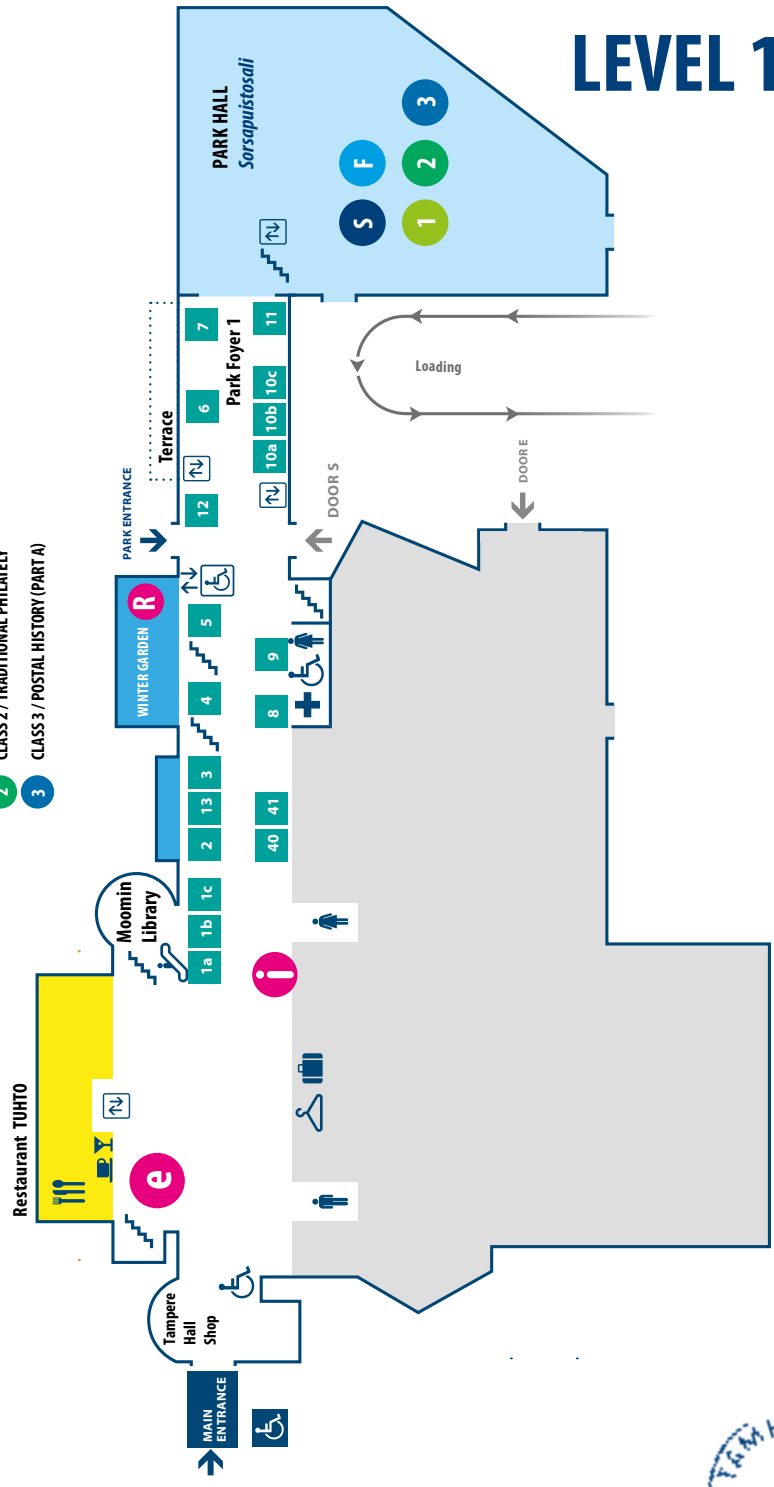 LEVEL 1
PARK HALL
Sorsapuistosali
S
F
1
2
3
7
11
Park Foyer 1
Terrace
6
10c
10b
10a
12
Loading
PARK ENTRANCE
DOOR S
DOOR E
CLASS 2 / TRADITIONAL PHILATELY
3
CLASS 3 / POSTAL HISTORY (PART A)
WINTER GARDEN
R
5
9
4
8
3
13
2
41
40
Moomin
Library
1c
1b
1a
i
Restaurant TUHTO
e
Tampere
Hall
Shop
MAIN
ENTRANCE